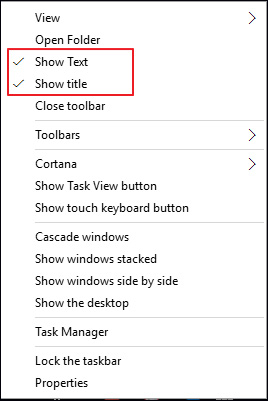 View
Open Folder
Show Text
Show title
Close toolbar
Toolbars
Cortana
Show Task View button
Show touch keyboard button
Cascade windows
Show windows stacked
Show windows side by side
Show the desktop
Task Manager
Lock the taskbar
Properties